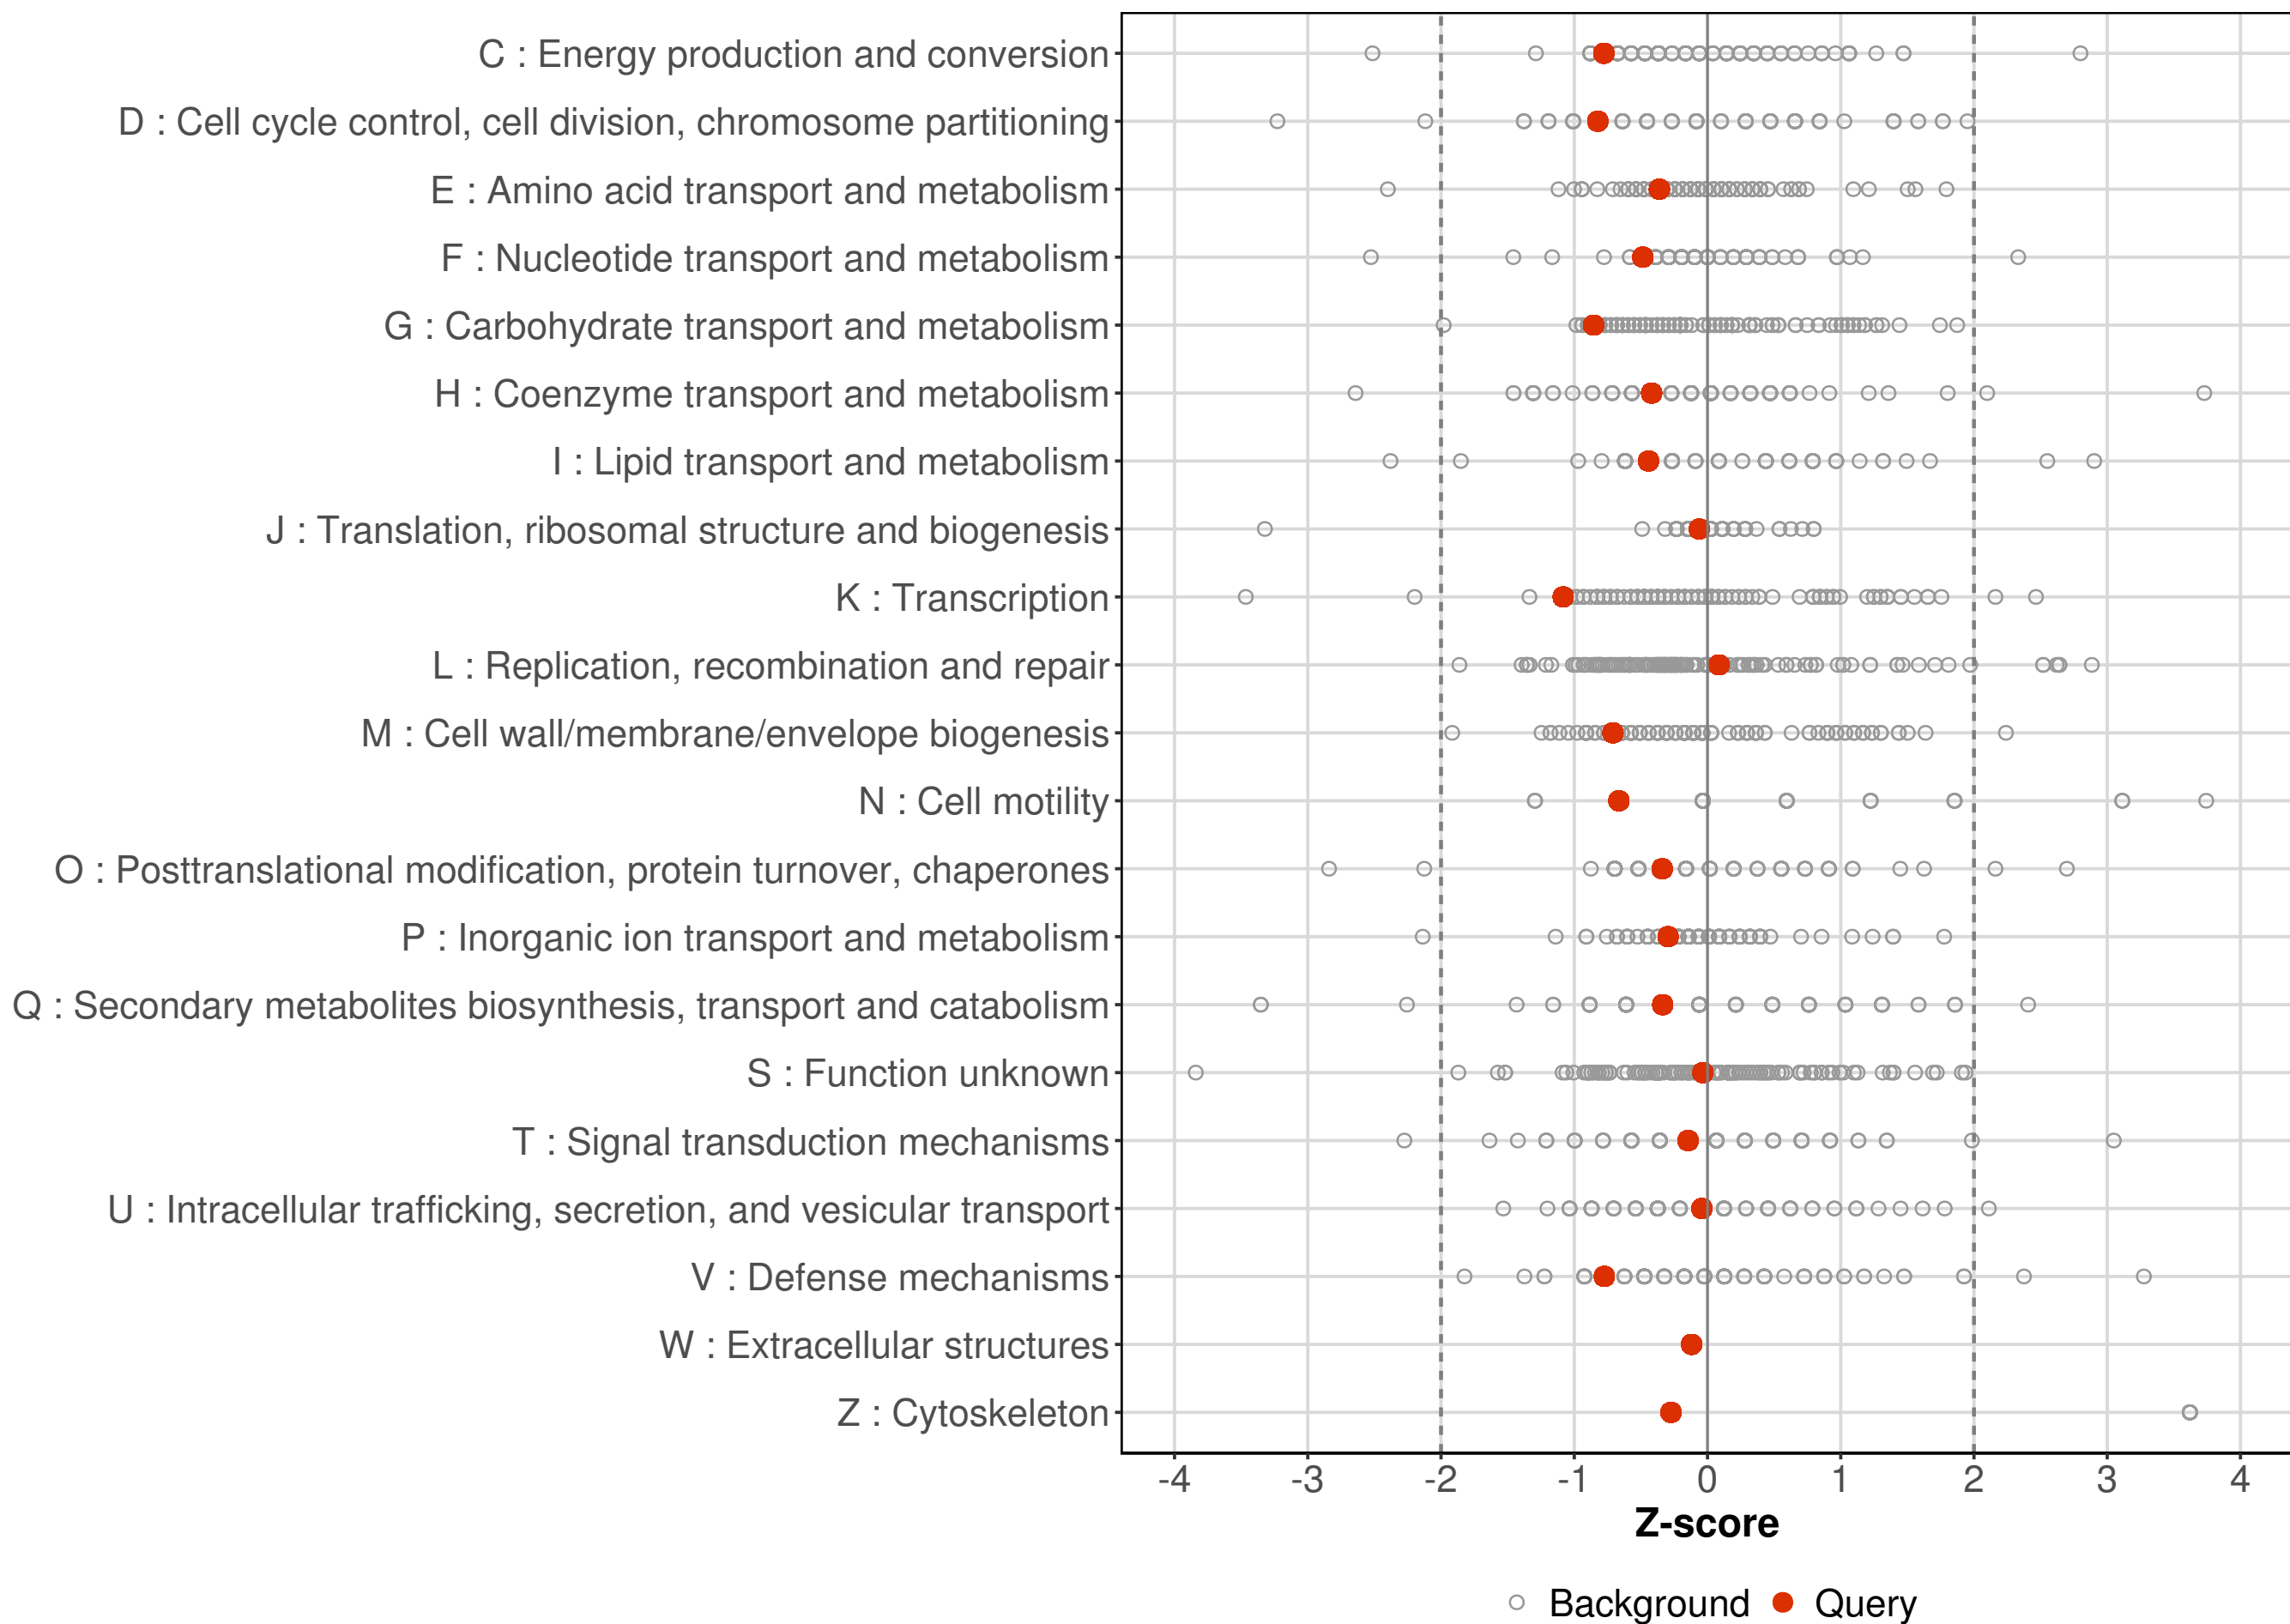 C : Energy production and conversion
D : Cell cycle control, cell division, chromosome partitioning
E : Amino acid transport and metabolism
F : Nucleotide transport and metabolism
G : Carbohydrate transport and metabolism
H : Coenzyme transport and metabolism
I : Lipid transport and metabolism
J : Translation, ribosomal structure and biogenesis
K : Transcription
L : Replication, recombination and repair
M : Cell wall/membrane/envelope biogenesis
N : Cell motility
O : Posttranslational modification, protein turnover, chaperones
P : Inorganic ion transport and metabolism
Q : Secondary metabolites biosynthesis, transport and catabolism
S : Function unknown
T : Signal transduction mechanisms
U : Intracellular trafficking, secretion, and vesicular transport
V : Defense mechanisms
W : Extracellular structures
Z : Cytoskeleton
-4 -3 -2 -1 0 1 2 3 4
Z-score
Background Query